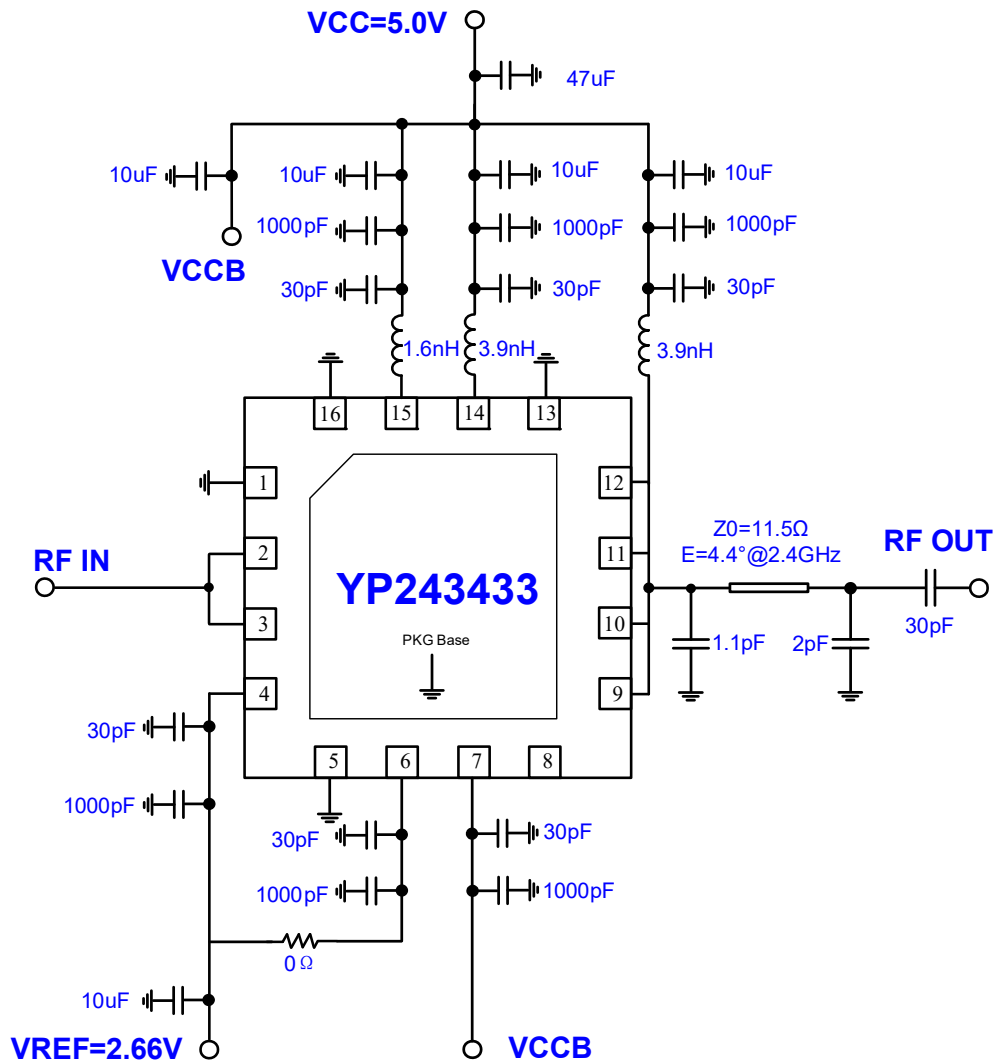 VCC=5.0V
47uF
10uF
10uF
10uF
10uF
1000pF
1000pF
1000pF
VCCB
30pF
30pF
30pF
1.6nH
3.9nH
3.9nH
16
15
14
13
1
12
Z0=11.5Ω
E=4.4°@2.4GHz
RF OUT
2
11
RF IN
YP243433
30pF
3
10
PKG Base
1.1pF
2pF
4
9
30pF
5
6
7
8
1000pF
30pF
30pF
1000pF
1000pF
0Ω
10uF
VREF=2.66V
VCCB